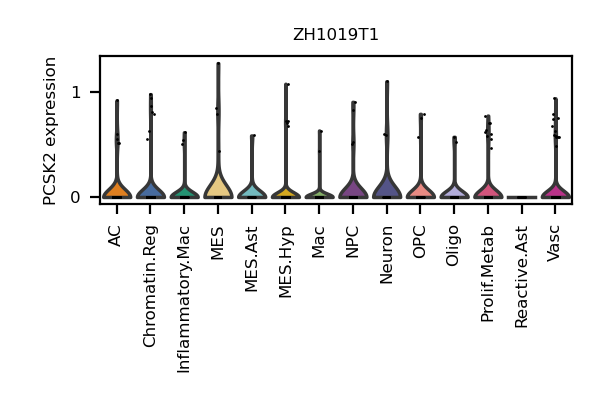 ZH1019T1
PCSK2 expression
1
0
AC
Chromatin.Reg
Inflammatory.Mac
MES
MES.Ast
MES.Hyp
Mac
NPC
Neuron
OPC
Oligo
Prolif.Metab
Reactive.Ast
Vasc